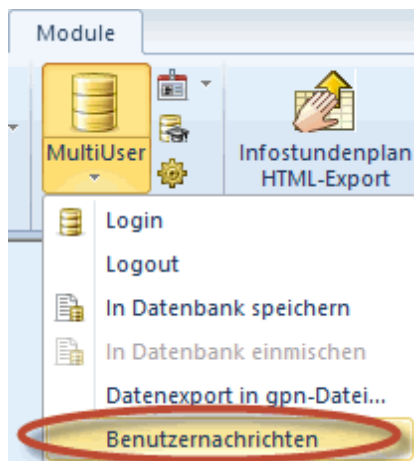 Module
MultiUser
Infostundenplan
HTML-Export
Login
Logout
In Datenbank speichern
In Datenbank einmischen
Datenexport in gpn-Datei...
Benutzernachrichten